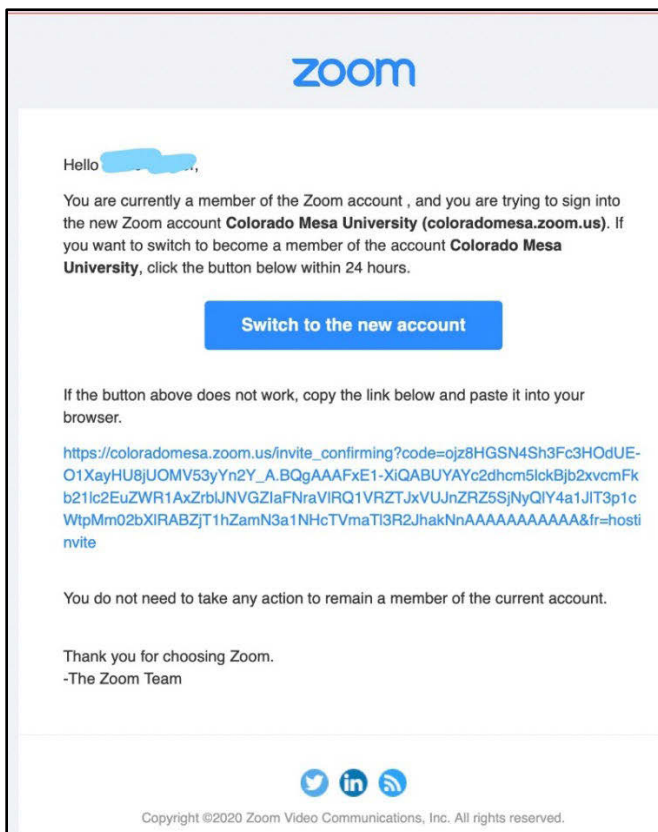 zoom
Hello
You are currently a member of the Zoom account , and you are trying to sign into
the new Zoom account Colorado Mesa University (coloradomesa.zoom.us). If
you want to switch to become a member of the account Colorado Mesa
University, click the button below within 24 hours.
Switch to the new account
If the button above does not work, copy the link below and paste it into your
browser.
https://coloradomesa.zoom.us/invite_confirming?code=ojz8HGSN4Sh3Fc3HOdUE-
O1XayHU8jUOMV53yYn2Y_A.BQgAAAFxE1-XiQABUYAYc2dhcm5lckBjb2xvcmFk
b21lc2EuZWR1AxZrblJNVGZlaFNraVlRQ1VRZTJxVUJnZRZ5SjNyQlY4a1JlT3p1c
WtpMm02bXlRABZjT1hZamN3a1NHcTVmaTl3R2JhakNnAAAAAAAAAAA&fr=hosti
nvite
You do not need to take any action to remain a member of the current account.
Thank you for choosing Zoom.
-The Zoom Team
in
Copyright ©2020 Zoom Video Communications, Inc. All rights reserved.